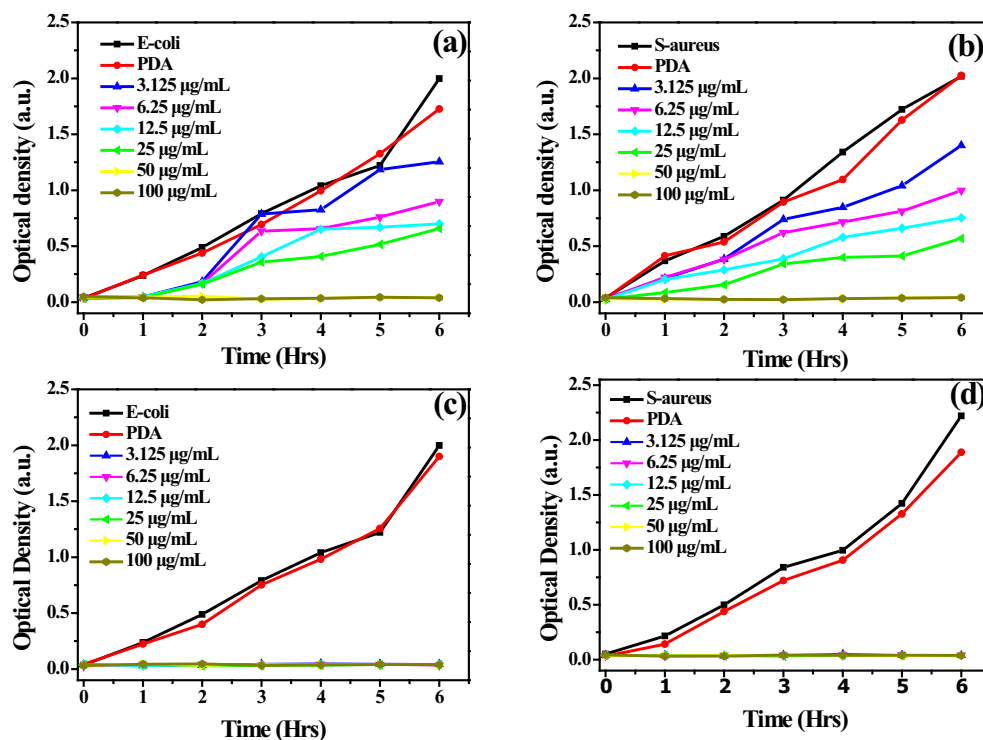 (a)
E-coli
PDA
3.125 µg/mL
6.25 µg/mL
12.5 µg/mL
25 µg/mL
50 µg/mL
100 µg/mL
2.5
2.0
1.5
1.0
0.5
0.0
Optical density (a.u.)
0 1 2 3 4 5 6
Time (Hrs)
(b)
S-aureus
PDA
3.125 µg/mL
6.25 µg/mL
12.5 µg/mL
25 µg/mL
50 µg/mL
100 µg/mL
2.5
2.0
1.5
1.0
0.5
0.0
Optical density (a.u.)
0 1 2 3 4 5 6
Time (Hrs)
(c)
E-coli
PDA
3.125 µg/mL
6.25 µg/mL
12.5 µg/mL
25 µg/mL
50 µg/mL
100 µg/mL
2.5
2.0
1.5
1.0
0.5
0.0
Optical Density (a.u.)
0 1 2 3 4 5 6
Time (Hrs)
(d)
S-aureus
PDA
3.125 µg/mL
6.25 µg/mL
12.5 µg/mL
25 µg/mL
50 µg/mL
100 µg/mL
2.5
2.0
1.5
1.0
0.5
0.0
Optical Density (a.u.)
0 1 2 3 4 5 6
Time (Hrs)